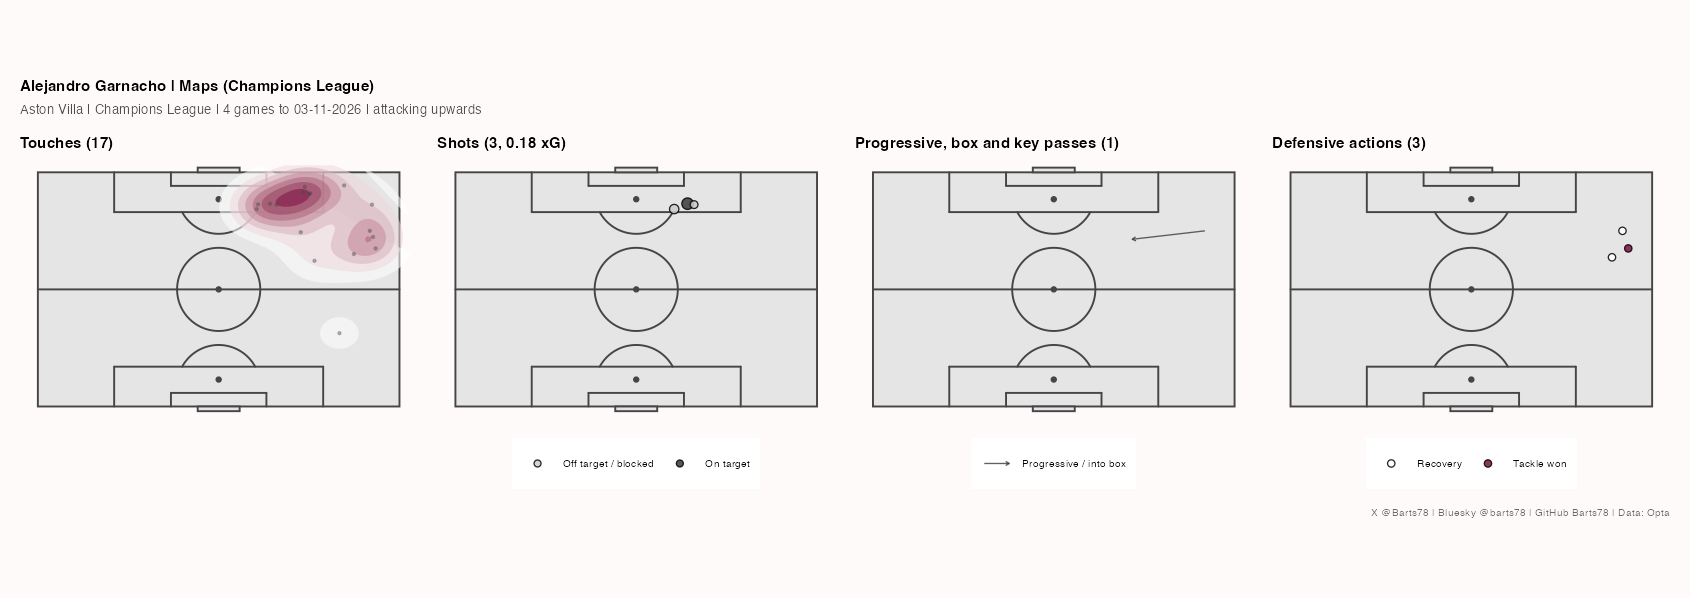 Alejandro Garnacho | Maps (Champions League)
Aston Villa | Champions League | 4 games to 03-11-2026 | attacking upwards
Touches (17)
Shots (3, 0.18 xG)
Progressive, box and key passes (1)
Defensive actions (3)
Off target / blocked
On target
Progressive / into box
Recovery
Tackle won
X @Barts78 | Bluesky @barts78 | GitHub Barts78 | Data: Opta